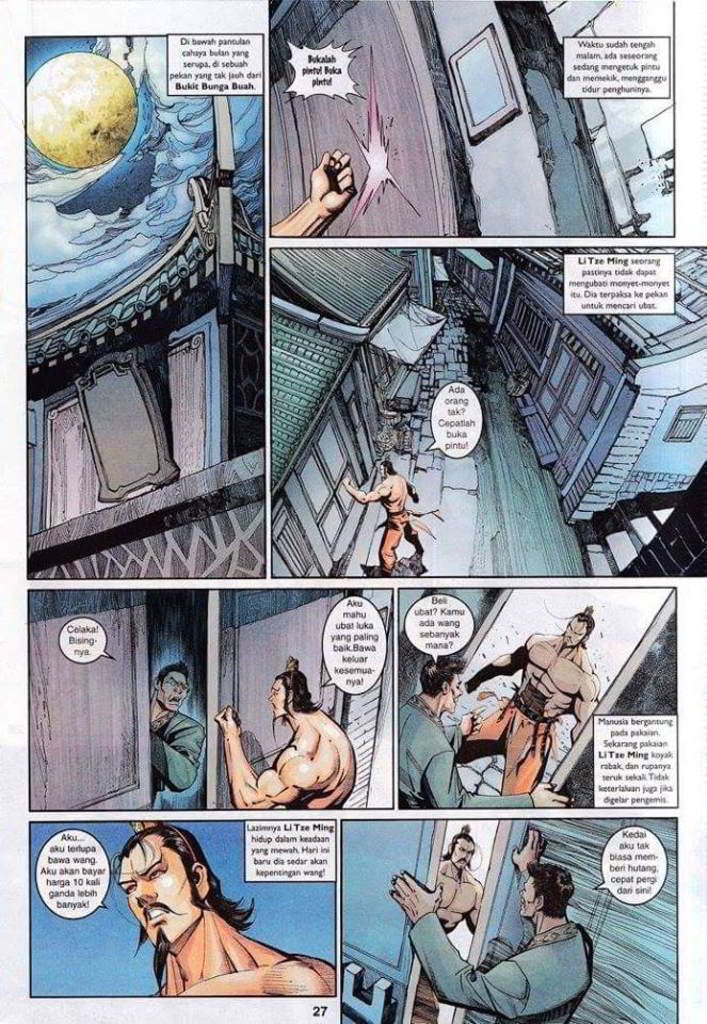 Di bawah pantulan
cahaya bulan yang
serupa, di sebuah
pekan yang tak jauh dari
Bukit Bunga Buah.
Bukalah
pintu! Buka
pintu!
Waktu sudah tengah
malam, ada seseorang
sedang mengetuk pintu
dan memekik, mengganggu
tidur penghuninya.
Li Tze Ming seorang
pastinya tidak dapat
mengubati monyet-monyet
itu. Dia terpaksa ke pekan
untuk mencari ubat.
Ada
orang
tak?
Cepatlah
buka
pintu!
Celaka!
Bising-
nya.
Aku
mahu
ubat luka
yang paling
baik.Bawa
keluar
kesemua-
nya!
Beli
ubat? Kamu
ada wang
sebanyak
mana?
Manusia bergantung
pada pakaian.
Sekarang pakaian
Li Tze Ming koyak
rabak, dan rupanya
teruk sekali. Tidak
keterlaluan juga jika
digelar pengemis.
Aku...
aku terlupa
bawa wang.
Aku akan bayar
harga 10 kali
ganda lebih
banyak!
Lazimnya Li Tze Ming
hidup dalam keadaan
yang mewah. Hari ini
baru dia sedar akan
kepentingan wang!
Kedai
aku tak
biasa mem-
beri hutang,
cepat pergi
dari sini!
27